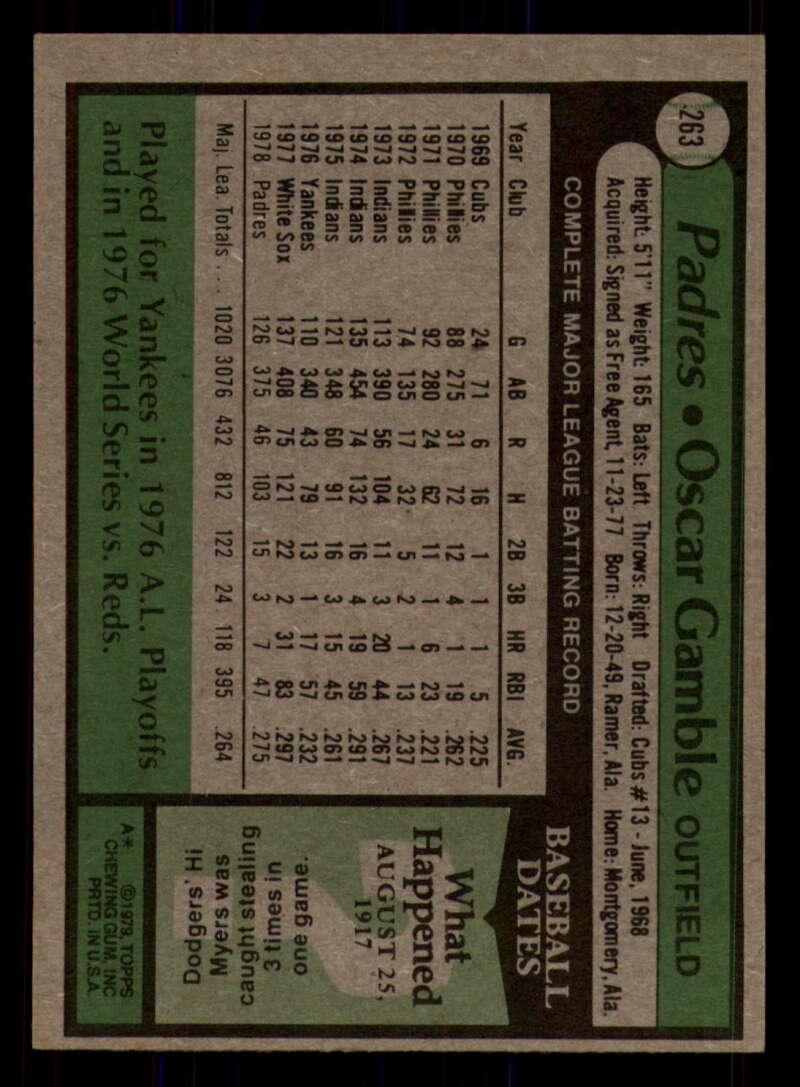 263
Padres • Oscar Gamble OUTFIELD
Height: 5'11" Weight: 165 Bats: Left Throws: Right Drafted: Cubs #13 - June, 1968
Acquired: Signed as Free Agent, 11-23-77 Born: 12-20-49, Ramer, Ala. Home: Montgomery, Ala.
COMPLETE MAJOR LEAGUE BATTING RECORD
Year Club G AB R H 2B 3B HR RBI AVG.
1969 Cubs 24 71 6 16 1 1 1 5 .225
1970 Phillies 88 275 31 72 12 4 1 19 .262
1971 Phillies 92 280 24 62 11 1 6 23 .221
1972 Phillies 74 135 17 32 5 2 1 13 .237
1973 Indians 113 390 56 104 11 3 20 44 .267
1974 Indians 135 454 74 132 16 4 19 59 .291
1975 Indians 121 348 60 91 16 3 15 45 .261
1976 Yankees 110 340 43 79 13 1 17 57 .232
1977 White Sox 137 408 75 121 22 2 31 83 .297
1978 Padres 126 375 46 103 15 3 7 47 .275
Maj. Lea. Totals . . . 1020 3076 432 812 122 24 118 395 .264
Played for Yankees in 1976 A.L. Playoffs
and in 1976 World Series vs. Reds.
BASEBALL
DATES
What
Happened
AUGUST 25,
1917
Dodgers' Hi
Myers was
caught stealing
3 times in
one game.
A* ©1979, TOPPS
CHEWING GUM, INC
PRTD. IN U.S.A.